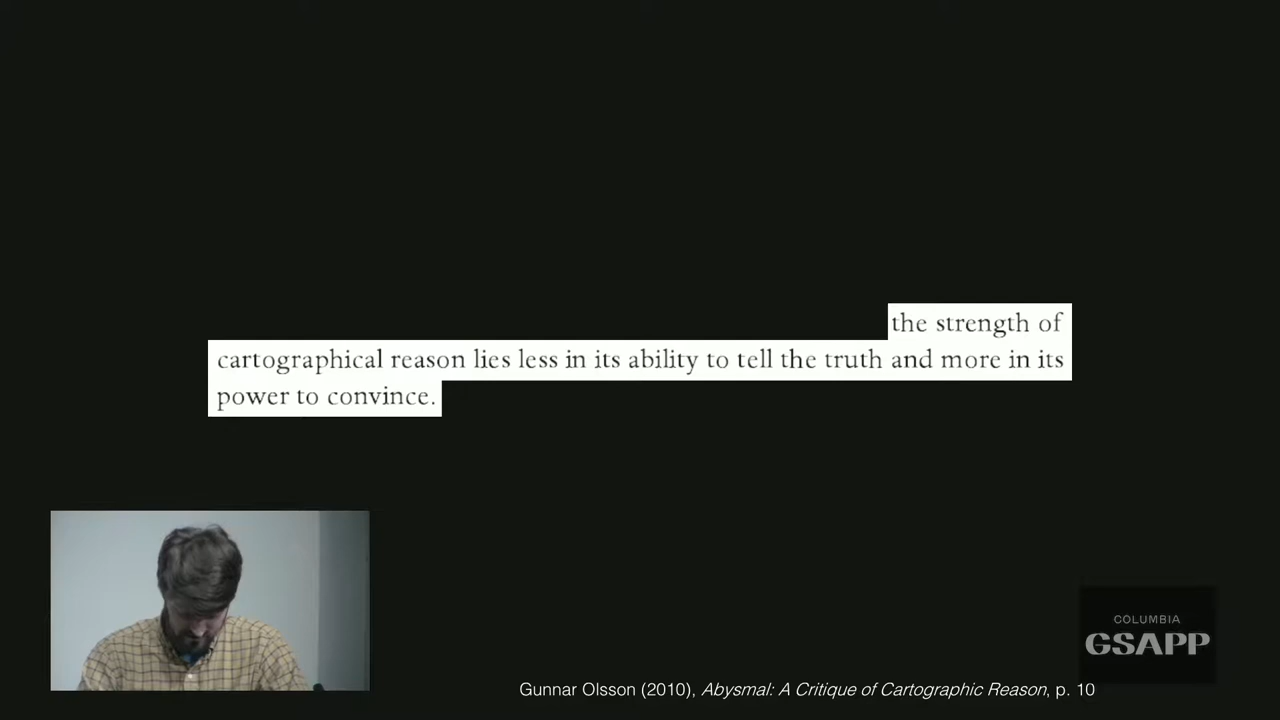 the strength of
cartographical reason lies less in its ability to tell the truth and more in its
power to convince.
COLUMBIA
GSAPP
Gunnar Olsson (2010), Abysmal: A Critique of Cartographic Reason, p. 10